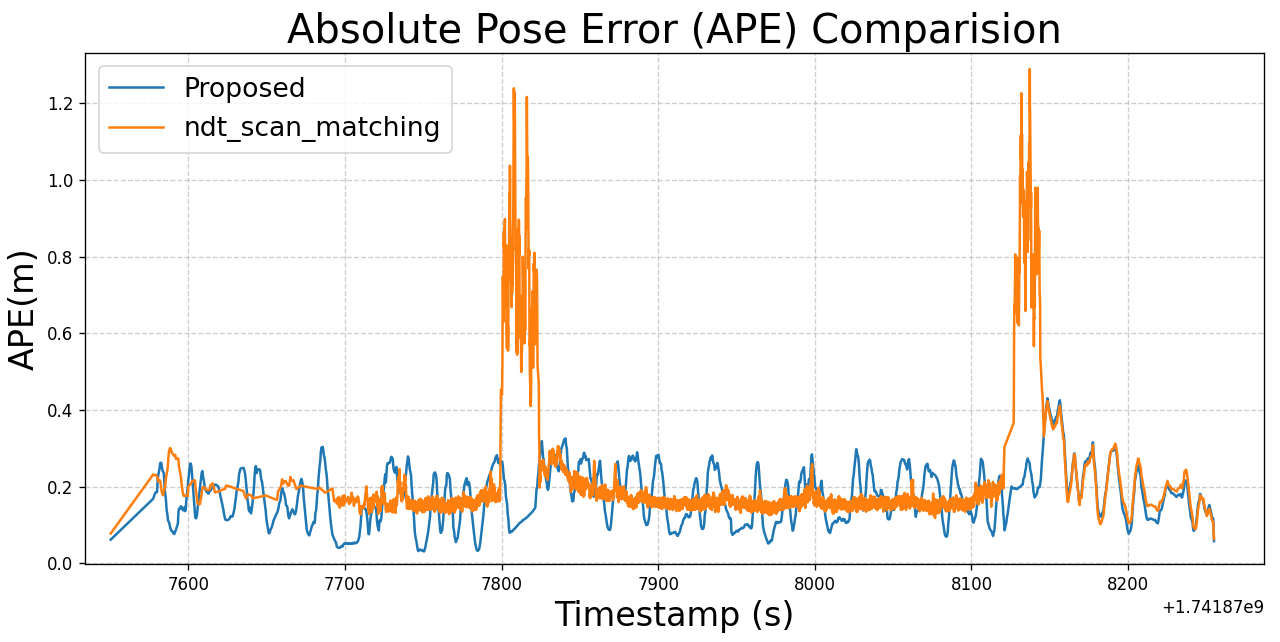 Absolute Pose Error (APE) Comparision
Proposed
ndt_scan_matching
APE(m)
1.2
1.0
0.8
0.6
0.4
0.2
0.0
7600 7700 7800 7900 8000 8100 8200
+1.74187e9
Timestamp (s)